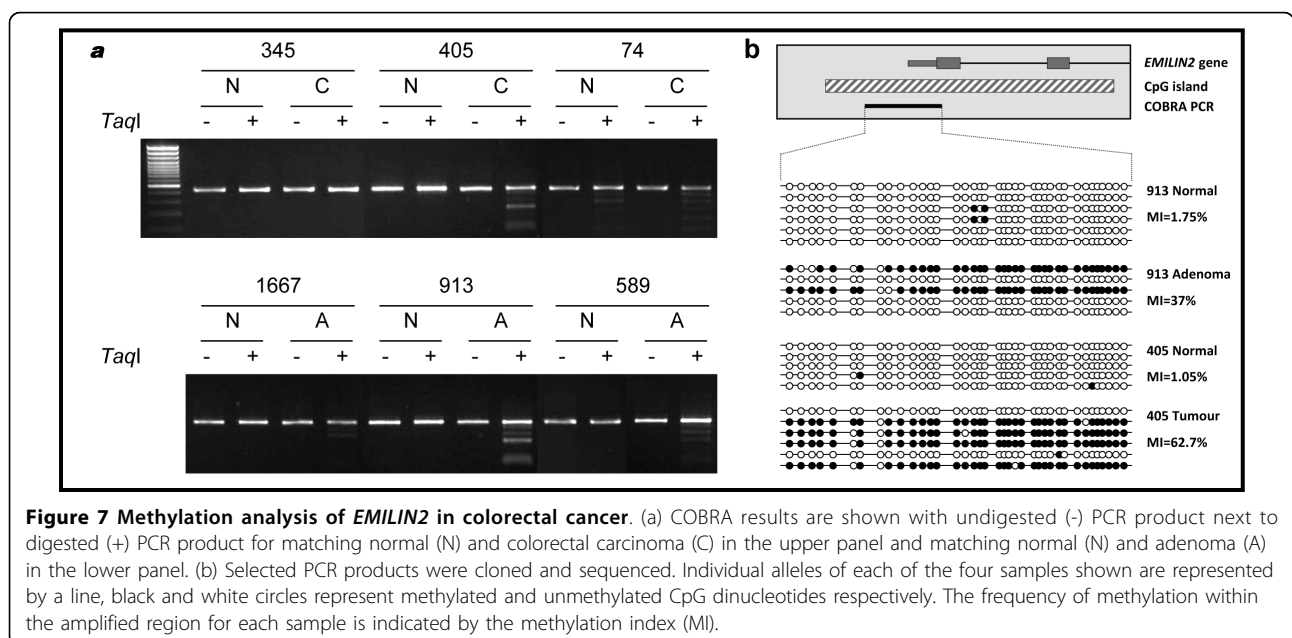 a
345 405 74
N C N C N C
TaqI - + - + - + - + - + - +
1667 913 589
N A N A N A
TaqI - + - + - + - + - + - +
b
EMILIN2 gene
CpG island
COBRA PCR
913 Normal
MI=1.75%
913 Adenoma
MI=37%
405 Normal
MI=1.05%
405 Tumour
MI=62.7%
Figure 7 Methylation analysis of EMILIN2 in colorectal cancer. (a) COBRA results are shown with undigested (-) PCR product next to
digested (+) PCR product for matching normal (N) and colorectal carcinoma (C) in the upper panel and matching normal (N) and adenoma (A)
in the lower panel. (b) Selected PCR products were cloned and sequenced. Individual alleles of each of the four samples shown are represented
by a line, black and white circles represent methylated and unmethylated CpG dinucleotides respectively. The frequency of methylation within
the amplified region for each sample is indicated by the methylation index (MI).